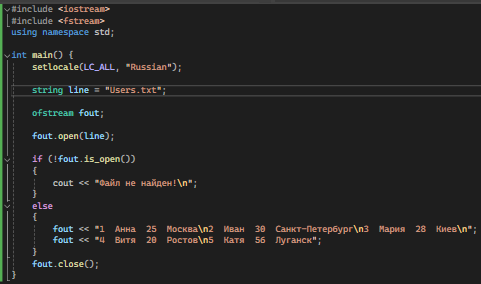 #include <iostream>
#include <fstream>
using namespace std;
int main() {
setlocale(LC_ALL, "Russian");
string line = "Users.txt";
ofstream fout;
fout.open(line);
if (!fout.is_open())
{
cout << "Файл не найден!\n";
}
else
{
fout << "1  Анна  25  Москва\n2  Иван  30  Санкт-Петербург\n3  Мария  28  Киев\n";
fout << "4  Витя  20  Ростов\n5  Катя  56  Луганск";
}
fout.close();
}